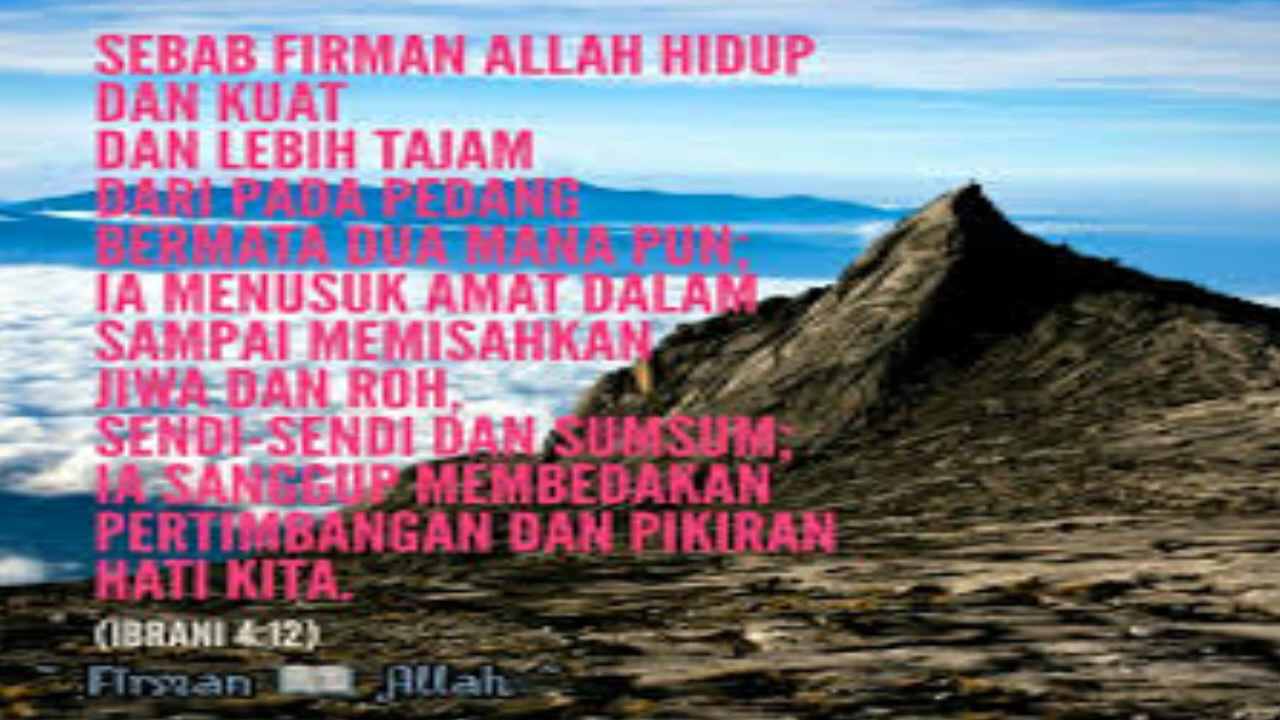 SEBAB FIRMAN ALLAH HIDUP
DAN KUAT
DAN LEBIH TAJAM
DARI PADA PEDANG
BERMATA DUA MANA PUN;
IA MENUSUK AMAT DALAM
SAMPAI MEMISAHKAN
JIWA DAN ROH,
SENDI-SENDI DAN SUMSUM;
IA SANGGUP MEMBEDAKAN
PERTIMBANGAN DAN PIKIRAN
HATI KITA.
(IBRANI 4:12)
Firman Allah